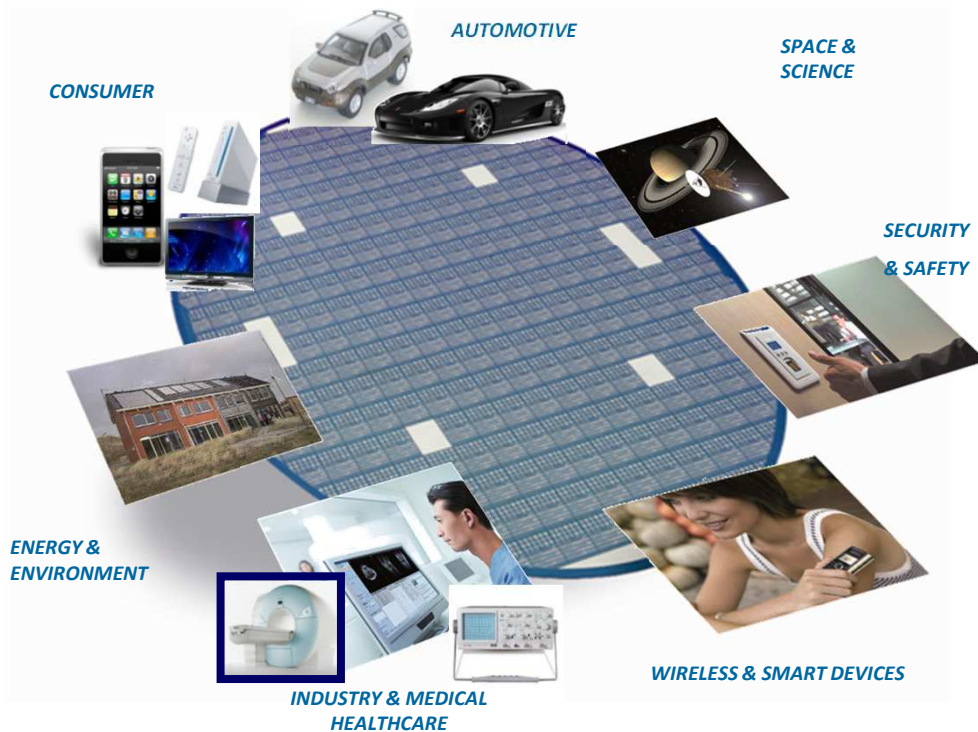 AUTOMOTIVE
SPACE &
SCIENCE
CONSUMER
SECURITY
& SAFETY
ENERGY &
ENVIRONMENT
WIRELESS & SMART DEVICES
INDUSTRY & MEDICAL
HEALTHCARE